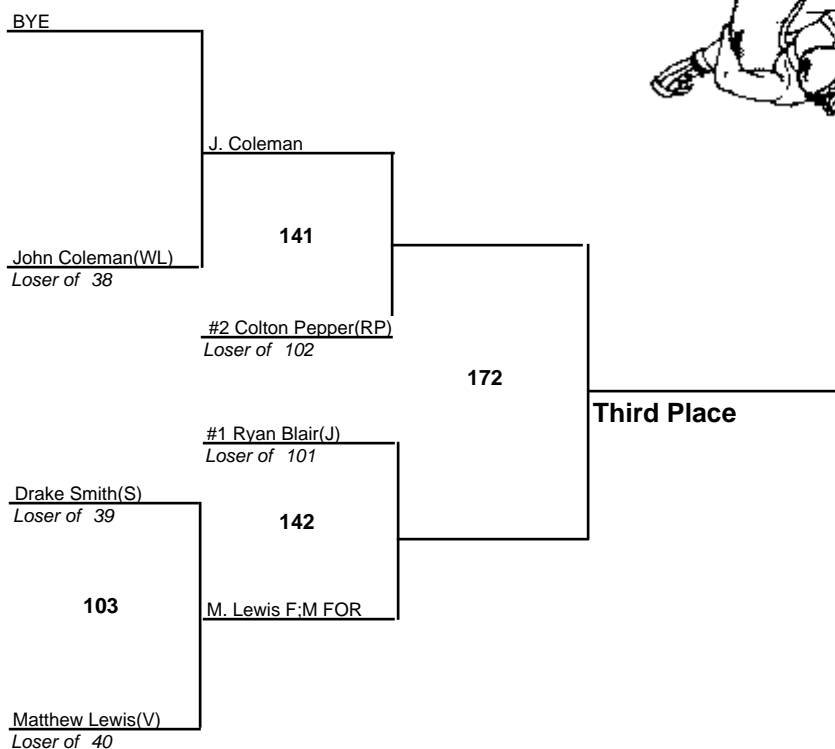 BYE
J. Coleman
141
John Coleman(WL)
Loser of 38
#2 Colton Pepper(RP)
Loser of 102
172
Third Place
#1 Ryan Blair(J)
Loser of 101
Drake Smith(S)
Loser of 39
142
103
M. Lewis F;M FOR
Matthew Lewis(V)
Loser of 40